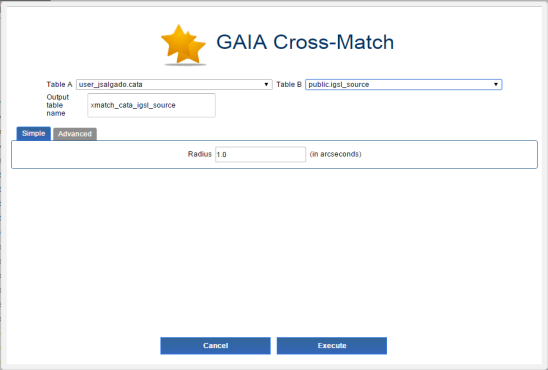 GAIA Cross-Match
Table A user_jsalgado.cata Table B public.igsl_source
Output table name xmatch_cata_igsl_source
Simple Advanced
Radius 1.0 (in arcseconds)
Cancel Execute